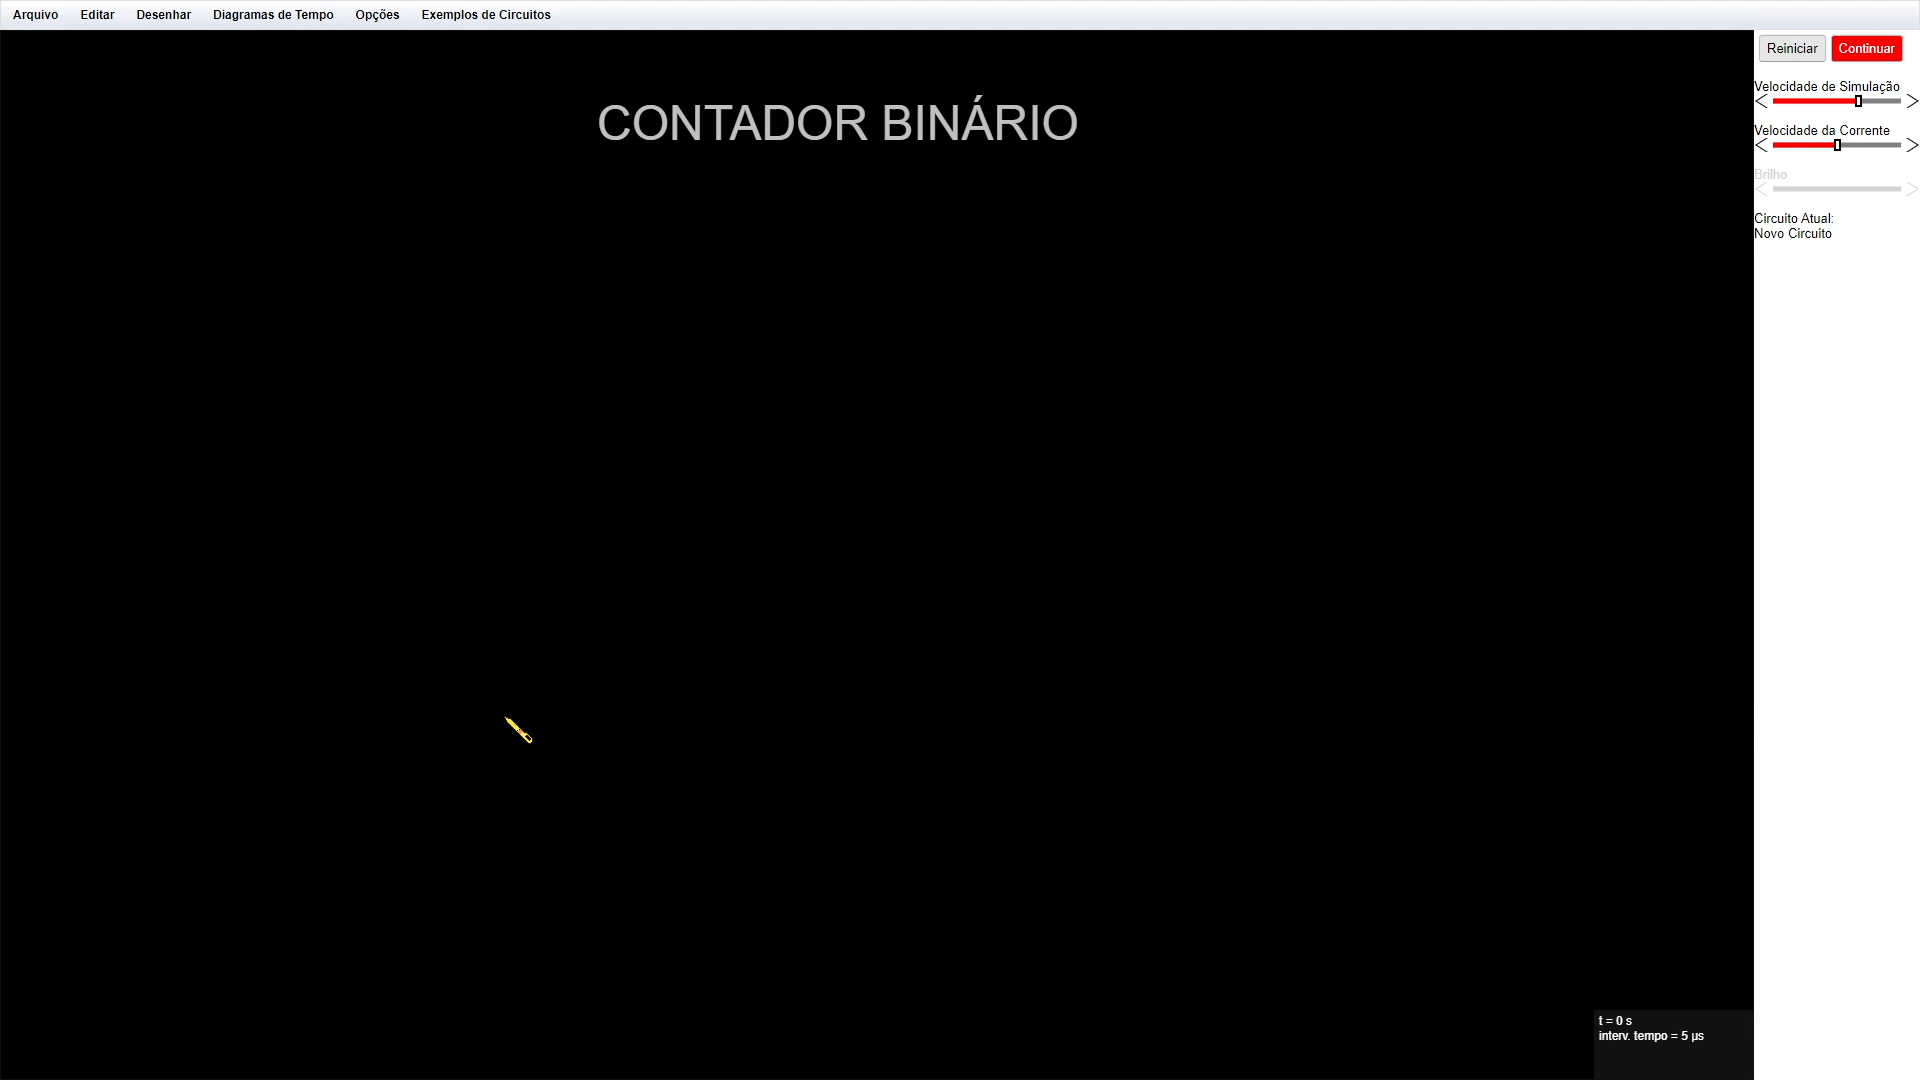 Arquivo Editar Desenhar Diagramas de Tempo Opções Exemplos de Circuitos
Reiniciar Continuar
CONTADOR BINÁRIO
Velocidade de Simulação
Velocidade da Corrente
Brilho
Circuito Atual:
Novo Circuito
t = 0 s
interv. tempo = 5 μs